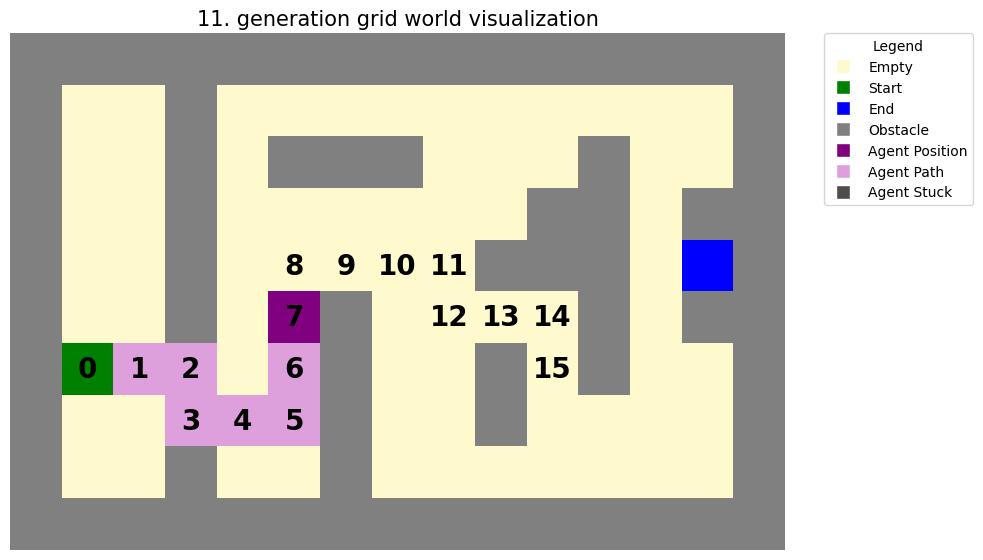 11. generation grid world visualization
Legend
Empty
Start
End
Obstacle
Agent Position
Agent Path
Agent Stuck
8 9 10 11
7 12 13 14
0 1 2 6 15
3 4 5